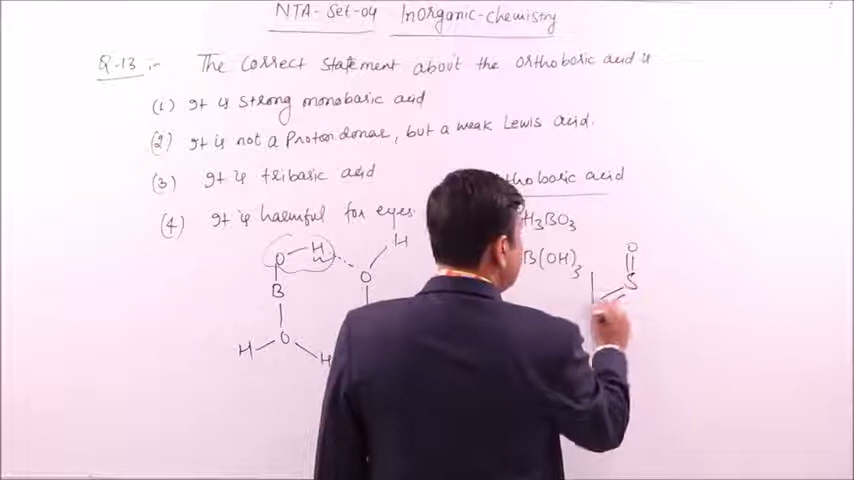 NTA-Set-04 Inorganic-chemistry
Q-13 :- The correct statement about the orthoboric acid is
(1) It is strong monobasic acid
(2) It is not a Proton donar, but a weak Lewis acid.
(3) It is tribasic acid
thoboric acid
(4) It is harmful for eyes.
H3BO3
B(OH)3
O-H
O
H
B
O
H
H
O
S